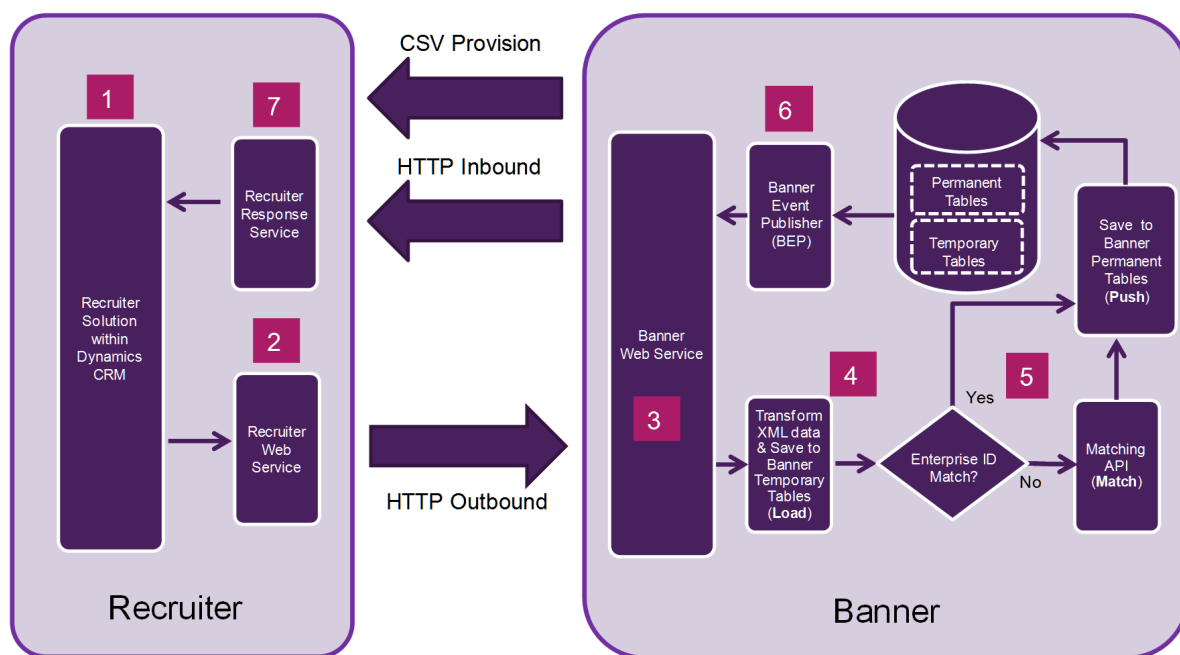 1
7
Recruiter
Solution
within
Dynamics
CRM
Recruiter
Response
Service
2
Recruiter
Web
Service
Recruiter
CSV Provision
HTTP Inbound
HTTP Outbound
Banner
Web Service
3
6
Banner
Event
Publisher
(BEP)
Permanent
Tables
Temporary
Tables
Save to
Banner
Permanent
Tables
(Push)
4
Transform
XML data
& Save to
Banner
Temporary
Tables
(Load)
5
Yes
Enterprise ID
Match?
No
Matching
API
(Match)
Banner